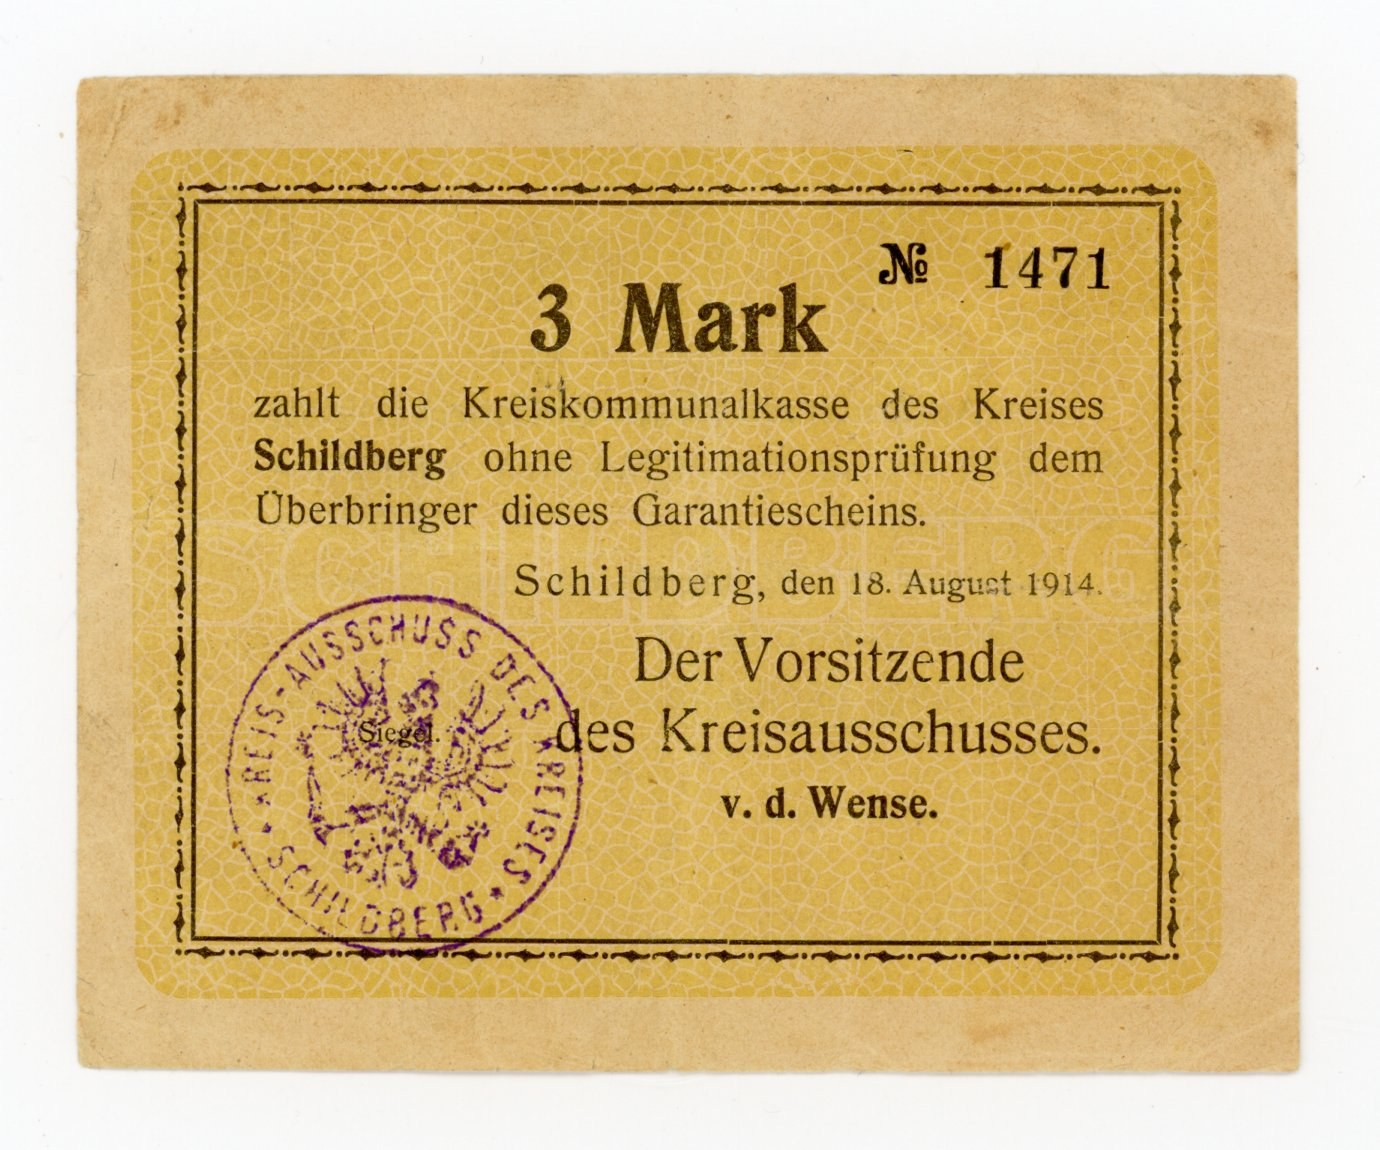 № 1471
3 Mark
zahlt die Kreiskommunalkasse des Kreises
Schildberg ohne Legitimationsprüfung dem
Überbringer dieses Garantiescheins.
SCHILDBERG
Schildberg, den 18. August 1914.
Der Vorsitzende
des Kreisausschusses.
v. d. Wense.
Siegel.
KREIS-AUSSCHUSS DES KREISES
* SCHILDBERG *